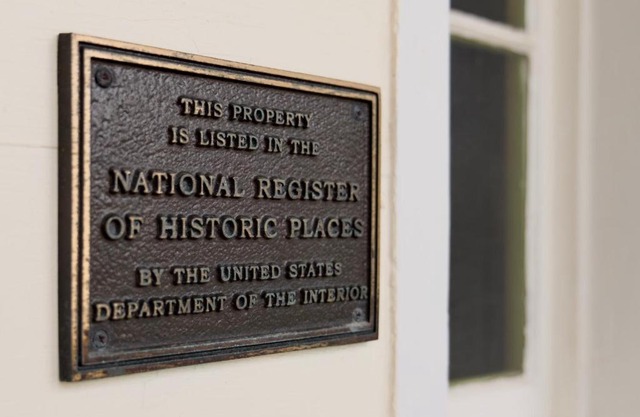 THIS PROPERTY
IS LISTED IN THE
NATIONAL REGISTER
OF HISTORIC PLACES
BY THE UNITED STATES
DEPARTMENT OF THE INTERIOR